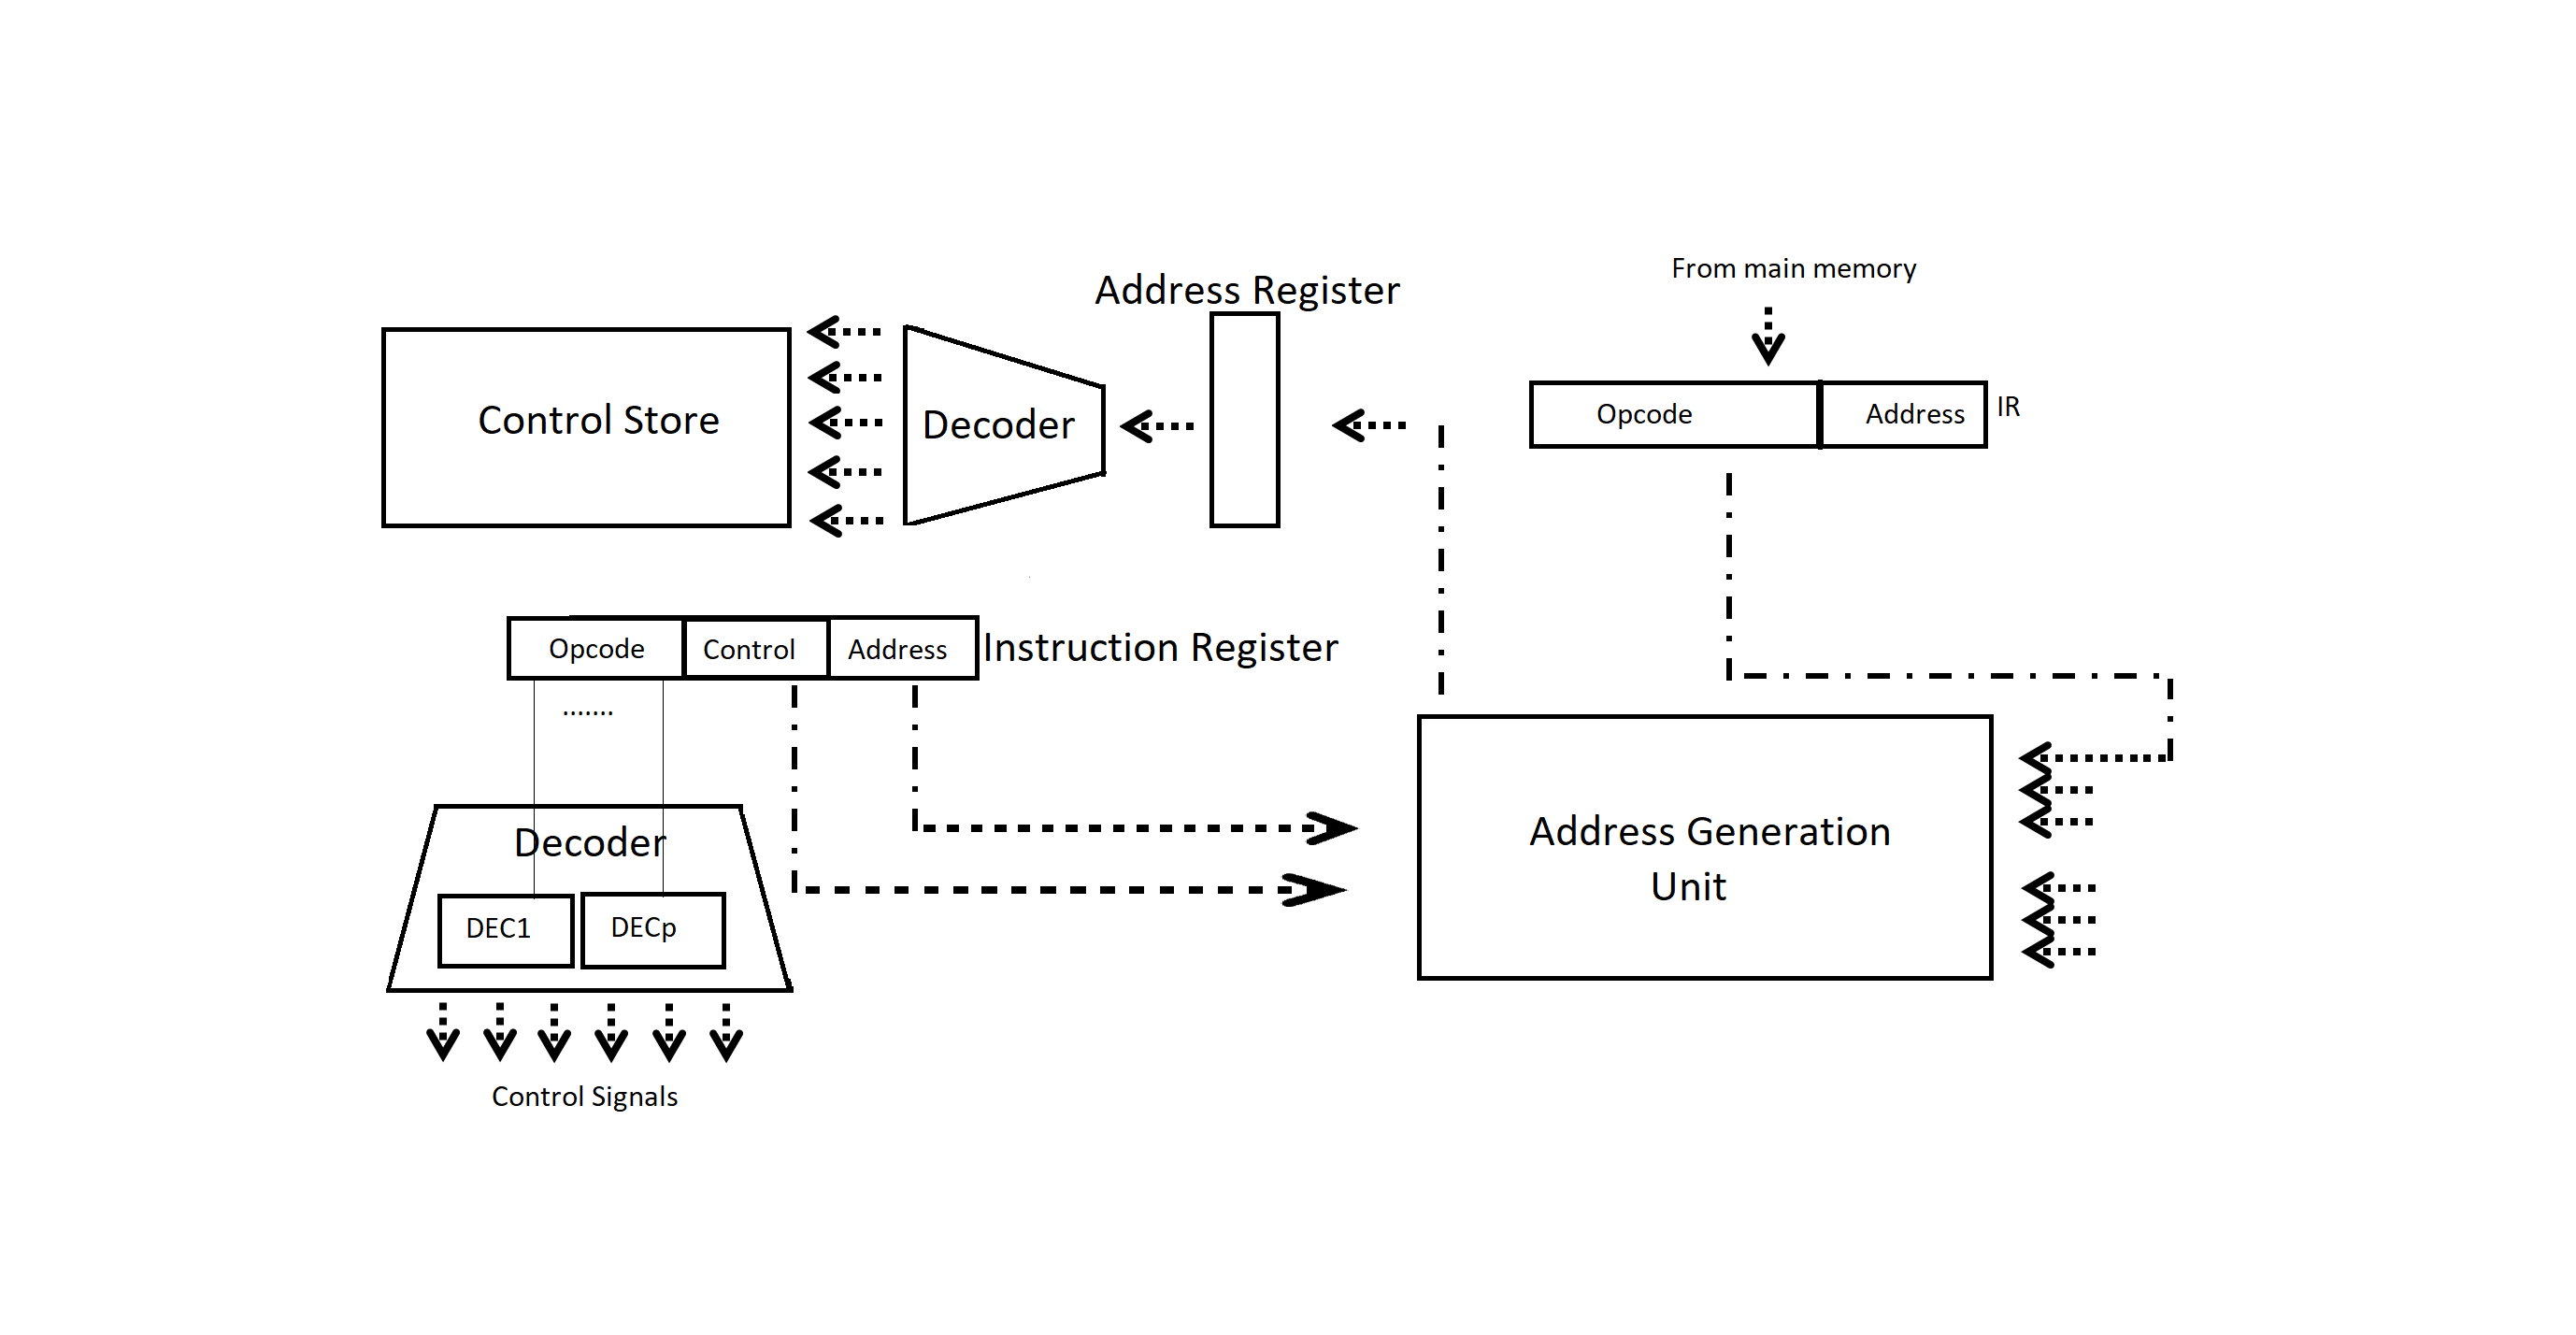 From main memory
Address Register
Control Store
Decoder
Opcode
Address
IR
Opcode
Control
Address
Instruction Register
.......
Decoder
DEC1
DECp
Address Generation
Unit
Control Signals